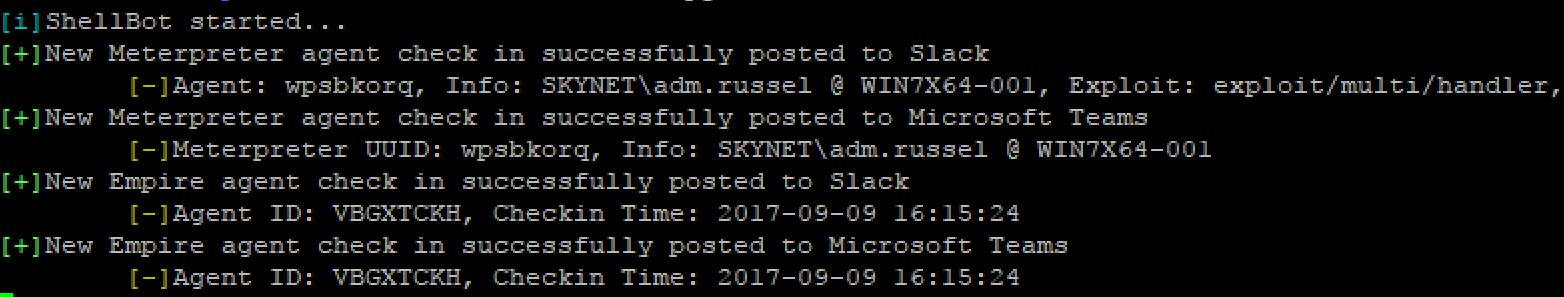 [i]ShellBot started...
[+]New Meterpreter agent check in successfully posted to Slack
[-]Agent: wpsbkorq, Info: SKYNET\adm.russel @ WIN7X64-001, Exploit: exploit/multi/handler,
[+]New Meterpreter agent check in successfully posted to Microsoft Teams
[-]Meterpreter UUID: wpsbkorq, Info: SKYNET\adm.russel @ WIN7X64-001
[+]New Empire agent check in successfully posted to Slack
[-]Agent ID: VBGXTCKH, Checkin Time: 2017-09-09 16:15:24
[+]New Empire agent check in successfully posted to Microsoft Teams
[-]Agent ID: VBGXTCKH, Checkin Time: 2017-09-09 16:15:24